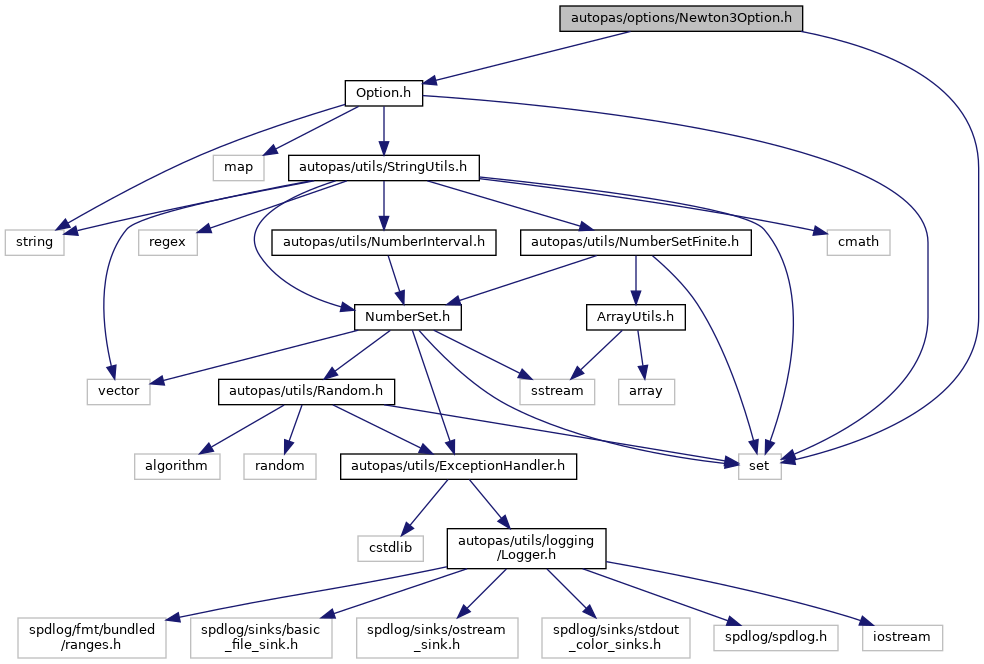 autopas/options/Newton3Option.h
Option.h
map
autopas/utils/StringUtils.h
string
regex
autopas/utils/NumberInterval.h
autopas/utils/NumberSetFinite.h
cmath
NumberSet.h
ArrayUtils.h
vector
autopas/utils/Random.h
sstream
array
algorithm
random
autopas/utils/ExceptionHandler.h
set
cstdlib
autopas/utils/logging
/Logger.h
spdlog/fmt/bundled
/ranges.h
spdlog/sinks/basic
_file_sink.h
spdlog/sinks/ostream
_sink.h
spdlog/sinks/stdout
_color_sinks.h
spdlog/spdlog.h
iostream